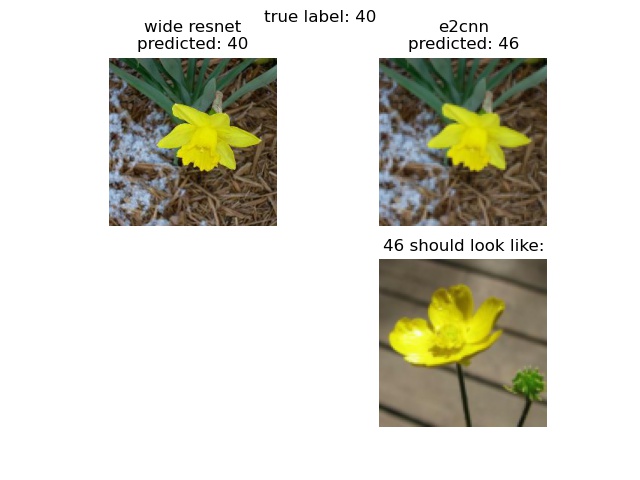 true label: 40
wide resnet
predicted: 40
e2cnn
predicted: 46
46 should look like: